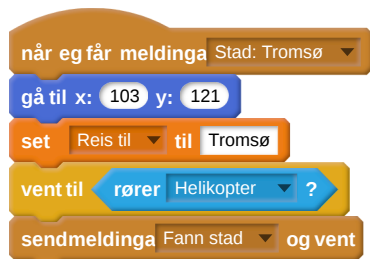 når eg får meldinga Stad: Tromsø
gå til x: 103 y: 121
set Reis til til Tromsø
vent til rører Helikopter ?
sendmeldinga Fann stad og vent